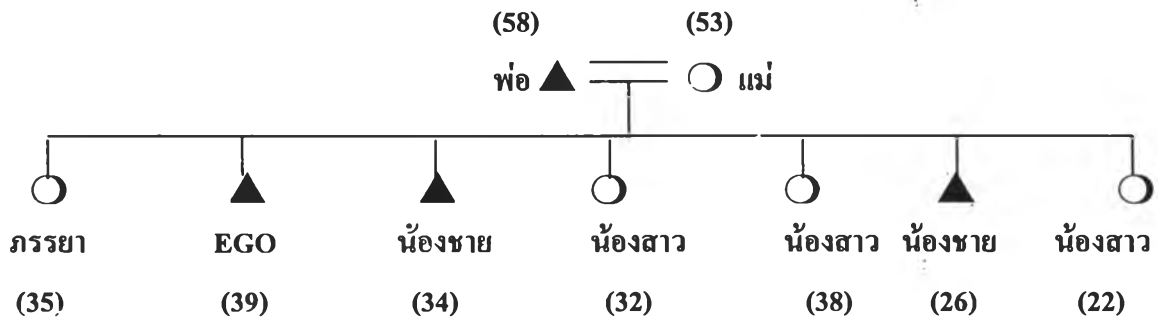 (58) (53)
พ่อ แม่
ภรรยา EGO น้องชาย น้องสาว น้องสาว น้องชาย น้องสาว
(35) (39) (34) (32) (38) (26) (22)